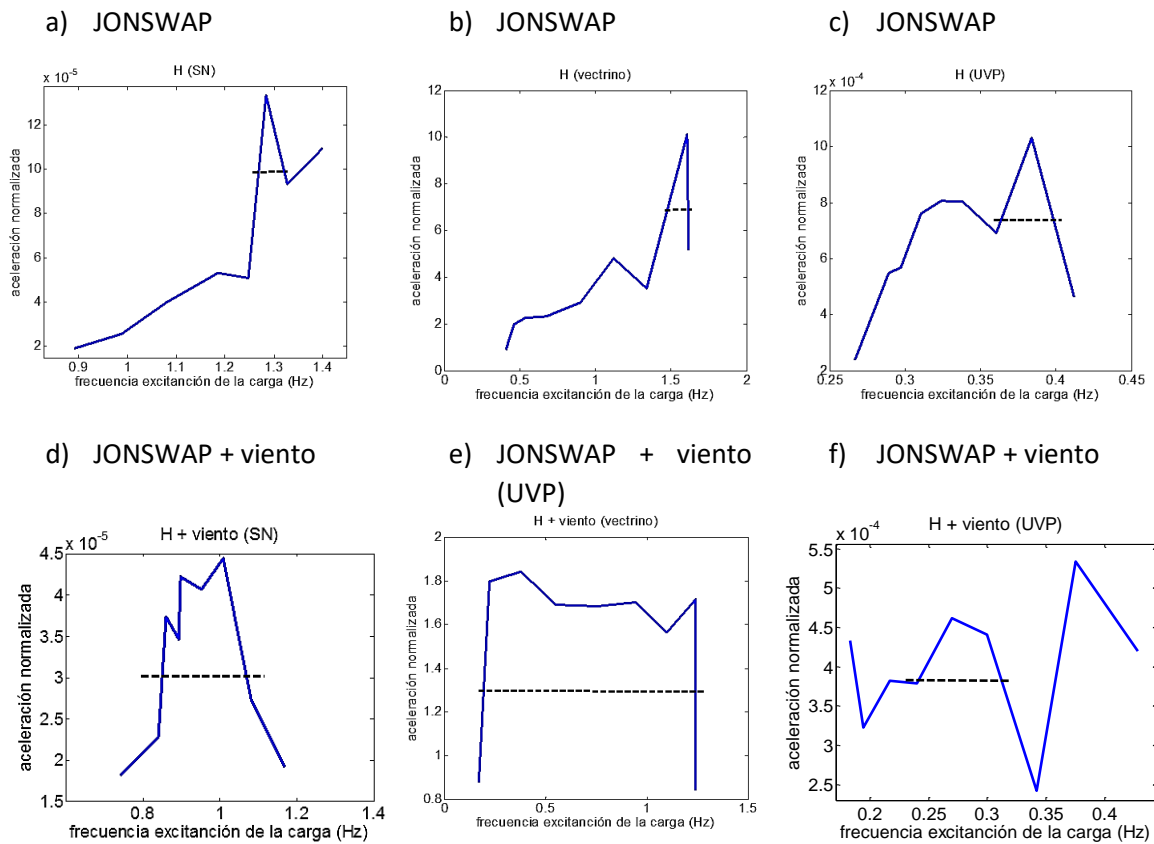 a) JONSWAP
H (SN)
x 10⁻⁵
12
10
8
6
4
2
0.9 1 1.1 1.2 1.3 1.4
aceleración normalizada
frecuencia excitanción de la carga (Hz)
b) JONSWAP
H (vectrino)
12
10
8
6
4
2
0
0 0.5 1 1.5 2
aceleración normalizada
frecuencia excitanción de la carga (Hz)
c) JONSWAP
H (UVP)
x 10⁻⁴
12
10
8
6
4
2
0.25 0.3 0.35 0.4 0.45
aceleración normalizada
frecuencia excitanción de la carga (Hz)
d) JONSWAP + viento
H + viento (SN)
x 10⁻⁵
4.5
4
3.5
3
2.5
2
1.5
0.8 1 1.2 1.4
aceleración normalizada
frecuencia excitanción de la carga (Hz)
e) JONSWAP + viento
(UVP)
H + viento (vectrino)
2
1.8
1.6
1.4
1.2
1
0.8
0 0.5 1 1.5
aceleración normalizada
frecuencia excitanción de la carga (Hz)
f) JONSWAP + viento
H + viento (UVP)
x 10⁻⁴
5.5
5
4.5
4
3.5
3
2.5
0.2 0.25 0.3 0.35 0.4
aceleración normalizada
frecuencia excitanción de la carga (Hz)